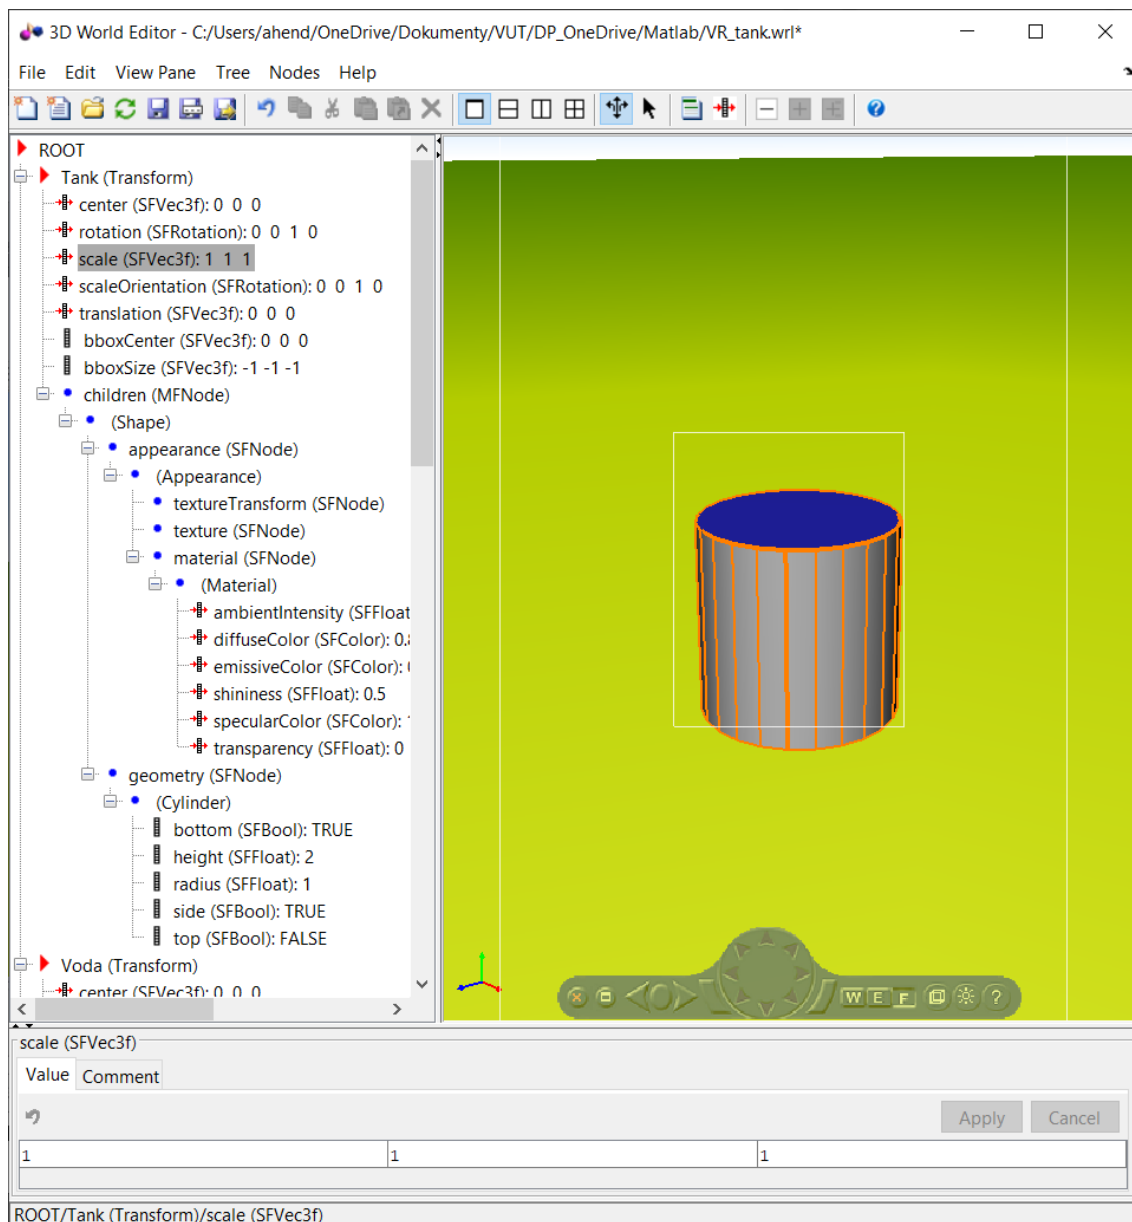 3D World Editor - C:/Users/ahend/OneDrive/Dokumenty/VUT/DP_OneDrive/Matlab/VR_tank.wrl*
File Edit View Pane Tree Nodes Help
ROOT
Tank (Transform)
center (SFVec3f): 0 0 0
rotation (SFRotation): 0 0 1 0
scale (SFVec3f): 1 1 1
scaleOrientation (SFRotation): 0 0 1 0
translation (SFVec3f): 0 0 0
bboxCenter (SFVec3f): 0 0 0
bboxSize (SFVec3f): -1 -1 -1
children (MFNode)
(Shape)
appearance (SFNode)
(Appearance)
textureTransform (SFNode)
texture (SFNode)
material (SFNode)
(Material)
ambientIntensity (SFFloat
diffuseColor (SFColor): 0.8
emissiveColor (SFColor):
shininess (SFFloat): 0.5
specularColor (SFColor):
transparency (SFFloat): 0
geometry (SFNode)
(Cylinder)
bottom (SFBool): TRUE
height (SFFloat): 2
radius (SFFloat): 1
side (SFBool): TRUE
top (SFBool): FALSE
Voda (Transform)
center (SFVec3f): 0 0 0
W E F ?
scale (SFVec3f)
Value Comment
Apply Cancel
1 1 1
ROOT/Tank (Transform)/scale (SFVec3f)